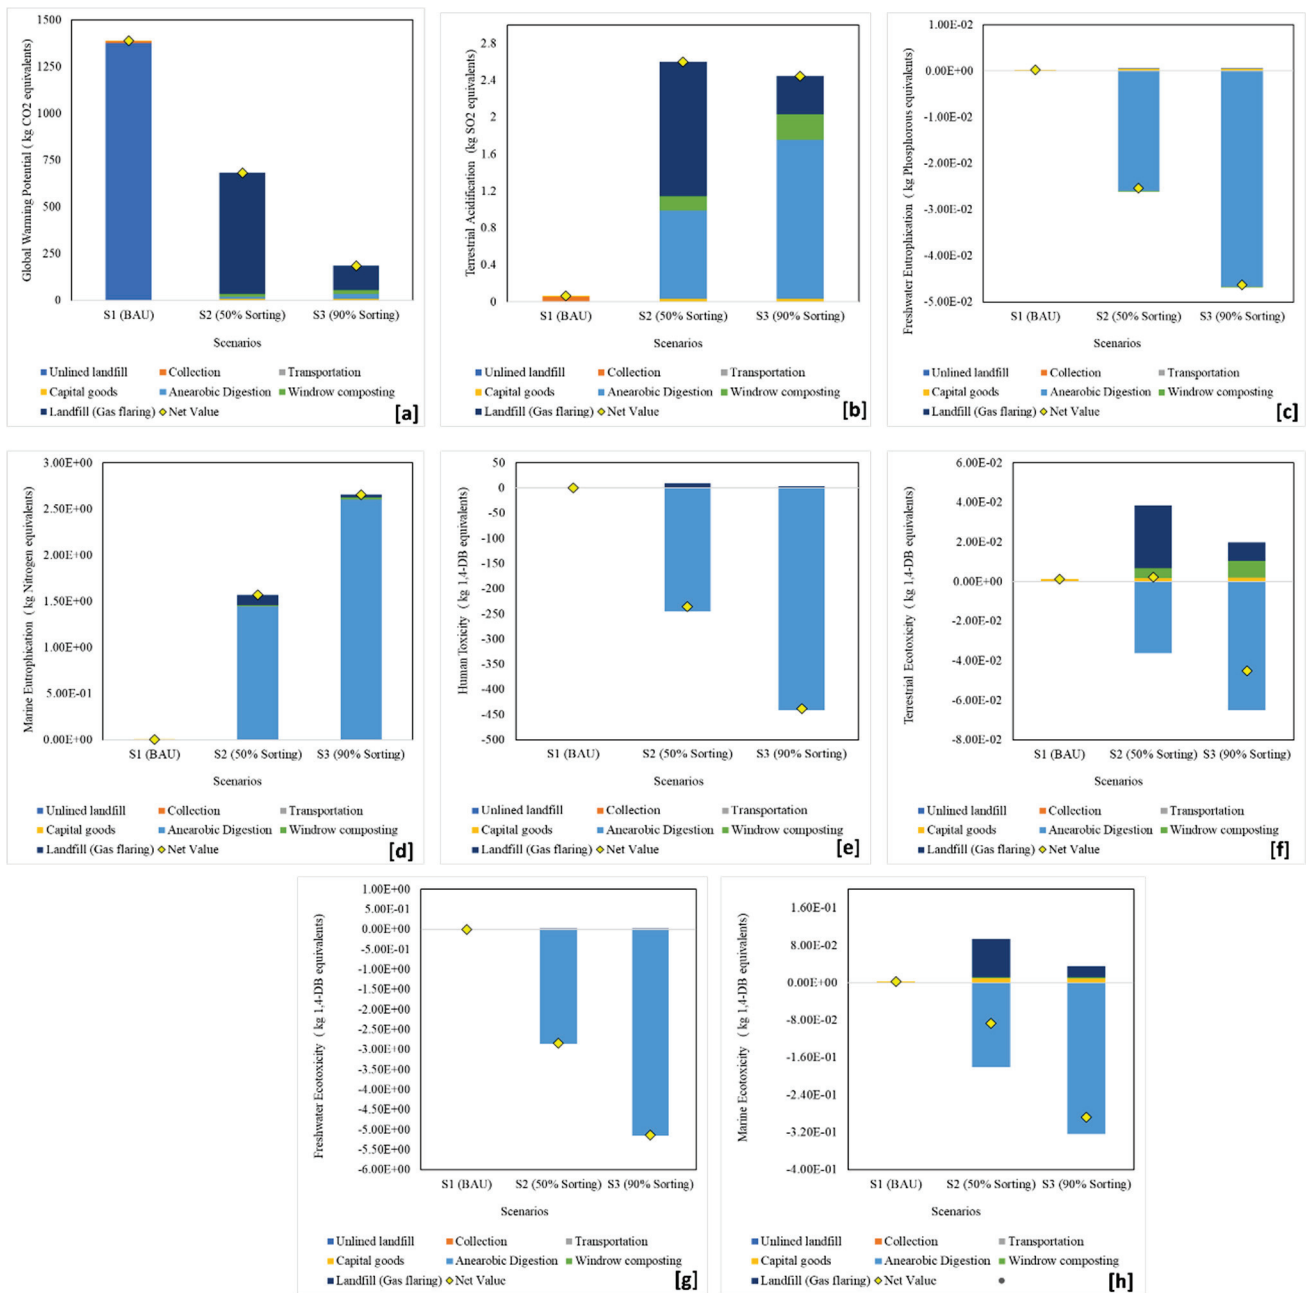 Global Warming Potential ( kg CO2 equivalents)
1500
1250
1000
750
500
250
0
S1 (BAU) S2 (50% Sorting) S3 (90% Sorting)
Scenarios
Unlined landfill Collection Transportation
Capital goods Anearobic Digestion Windrow composting
Landfill (Gas flaring) Net Value
[a]
Terrestrial Acidification (kg SO2 equivalents)
2.8
2.4
2
1.6
1.2
0.8
0.4
0
S1 (BAU) S2 (50% Sorting) S3 (90% Sorting)
Scenarios
Unlined landfill Collection Transportation
Capital goods Anearobic Digestion Windrow composting
Landfill (Gas flaring) Net Value
[b]
Freshwater Eutrophication ( kg Phosphorous equivalents)
1.00E-02
0.00E+00
-1.00E-02
-2.00E-02
-3.00E-02
-4.00E-02
-5.00E-02
S1 (BAU) S2 (50% Sorting) S3 (90% Sorting)
Scenarios
Unlined landfill Collection Transportation
Capital goods Anearobic Digestion Windrow composting
Landfill (Gas flaring) Net Value
[c]
Marine Eutrophication ( kg Nitrogen equivalents)
3.00E+00
2.50E+00
2.00E+00
1.50E+00
1.00E+00
5.00E-01
0.00E+00
S1 (BAU) S2 (50% Sorting) S3 (90% Sorting)
Scenarios
Unlined landfill Collection Transportation
Capital goods Anearobic Digestion Windrow composting
Landfill (Gas flaring) Net Value
[d]
Human Toxicity ( kg 1,4-DB equivalents)
50
0
-50
-100
-150
-200
-250
-300
-350
-400
-450
-500
S1 (BAU) S2 (50% Sorting) S3 (90% Sorting)
Scenarios
Unlined landfill Collection Transportation
Capital goods Anearobic Digestion Windrow composting
Landfill (Gas flaring) Net Value
[e]
Terrestrial Ecotoxicity ( kg 1,4-DB equivalents)
6.00E-02
4.00E-02
2.00E-02
0.00E+00
-2.00E-02
-4.00E-02
-6.00E-02
-8.00E-02
S1 (BAU) S2 (50% Sorting) S3 (90% Sorting)
Scenarios
Unlined landfill Collection Transportation
Capital goods Anearobic Digestion Windrow composting
Landfill (Gas flaring) Net Value
[f]
Freshwater Ecotoxicity ( kg 1,4-DB equivalents)
1.00E+00
5.00E-01
0.00E+00
-5.00E-01
-1.00E+00
-1.50E+00
-2.00E+00
-2.50E+00
-3.00E+00
-3.50E+00
-4.00E+00
-4.50E+00
-5.00E+00
-5.50E+00
-6.00E+00
S1 (BAU) S2 (50% Sorting) S3 (90% Sorting)
Scenarios
Unlined landfill Collection Transportation
Capital goods Anearobic Digestion Windrow composting
Landfill (Gas flaring) Net Value
[g]
Marine Ecotoxicity ( kg 1,4-DB equivalents)
1.60E-01
8.00E-02
0.00E+00
-8.00E-02
-1.60E-01
-2.40E-01
-3.20E-01
-4.00E-01
S1 (BAU) S2 (50% Sorting) S3 (90% Sorting)
Scenarios
Unlined landfill Collection Transportation
Capital goods Anearobic Digestion Windrow composting
Landfill (Gas flaring) Net Value
[h]